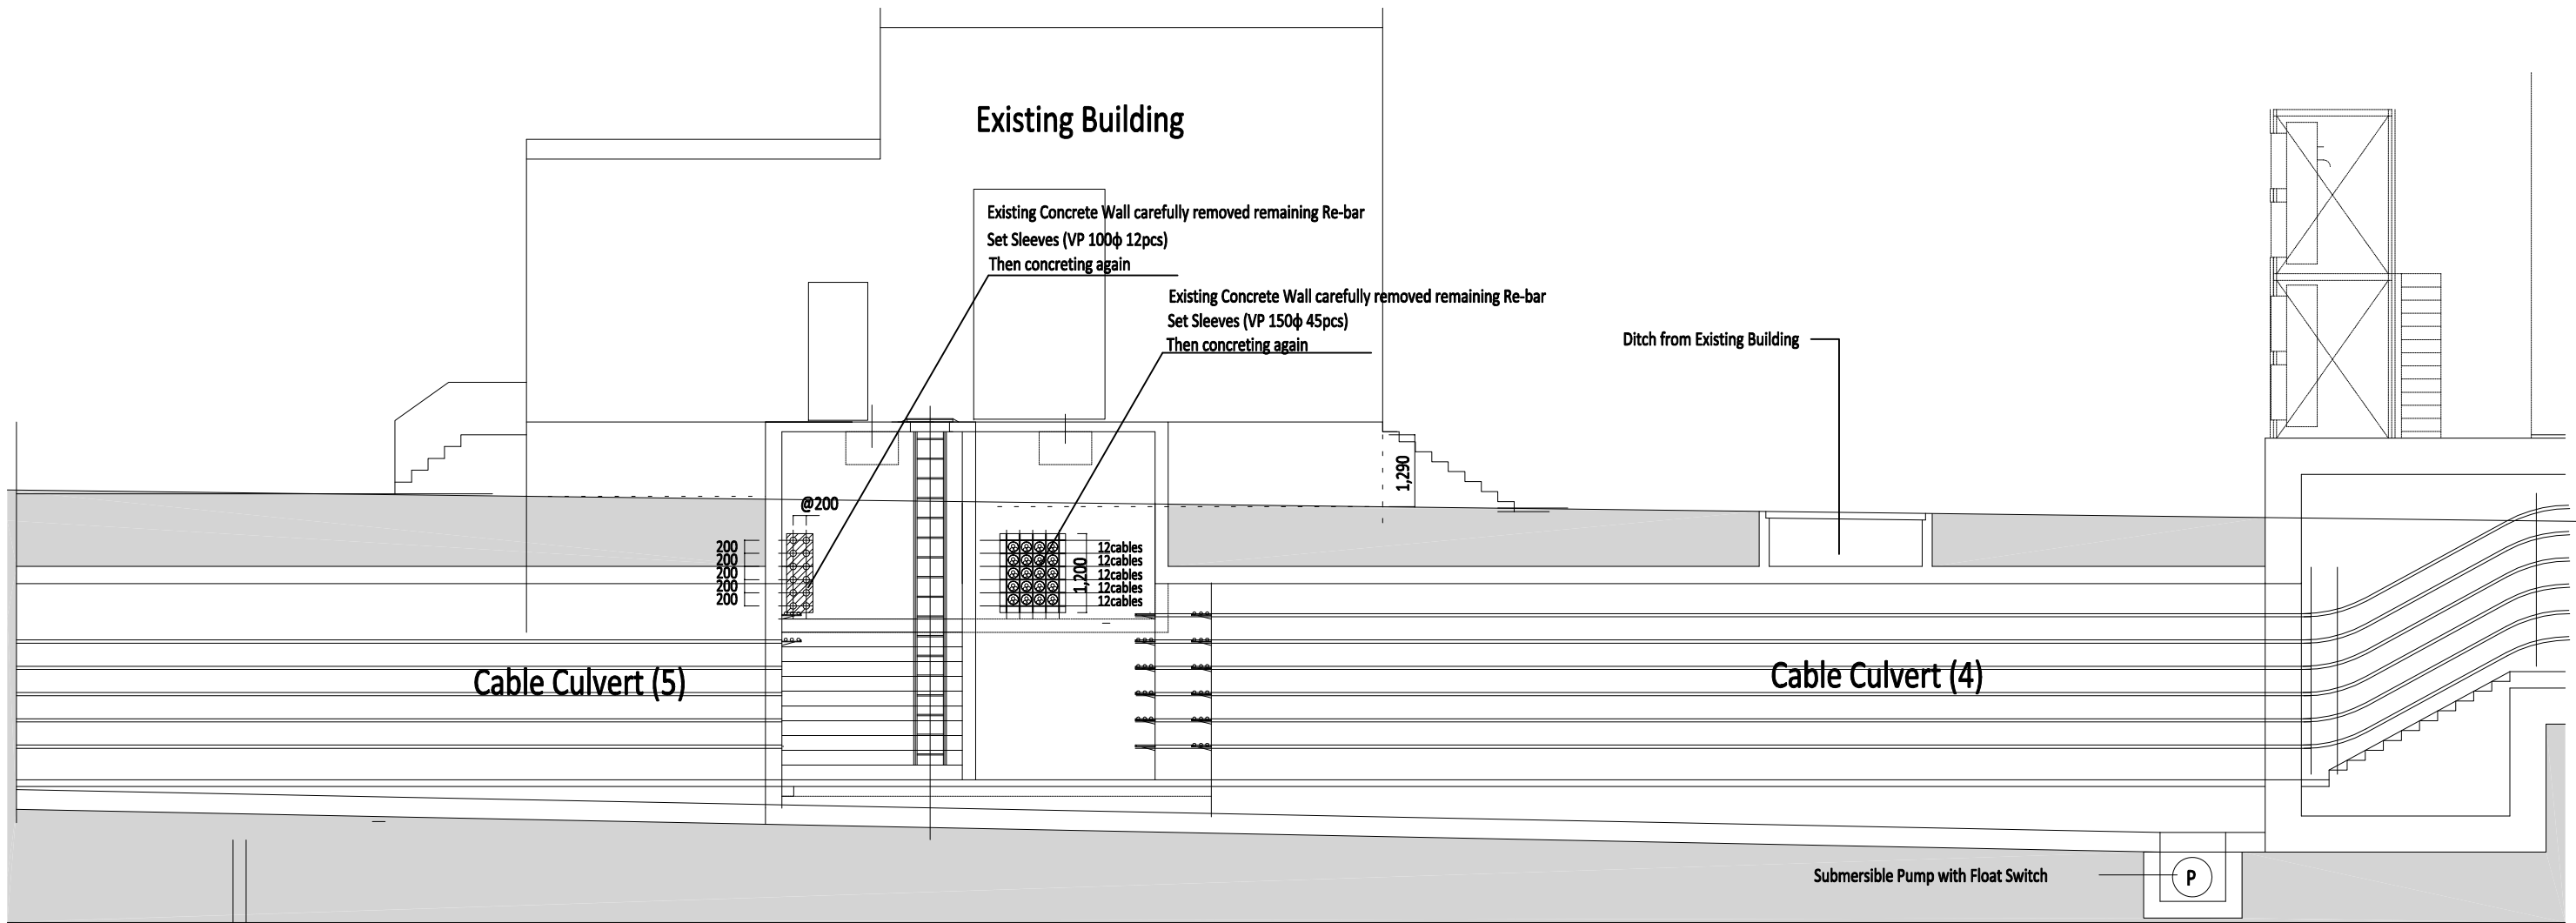 Existing Building
Existing Concrete Wall carefully removed remaining Re-bar
Set Sleeves (VP 100ϕ 12pcs)
Then concreting again
Existing Concrete Wall carefully removed remaining Re-bar
Set Sleeves (VP 150ϕ 45pcs)
Then concreting again
Ditch from Existing Building
1,290
@200
200
200
200
200
200
12cables
12cables
12cables
12cables
12cables
1,200
Cable Culvert (5)
Cable Culvert (4)
Submersible Pump with Float Switch
P